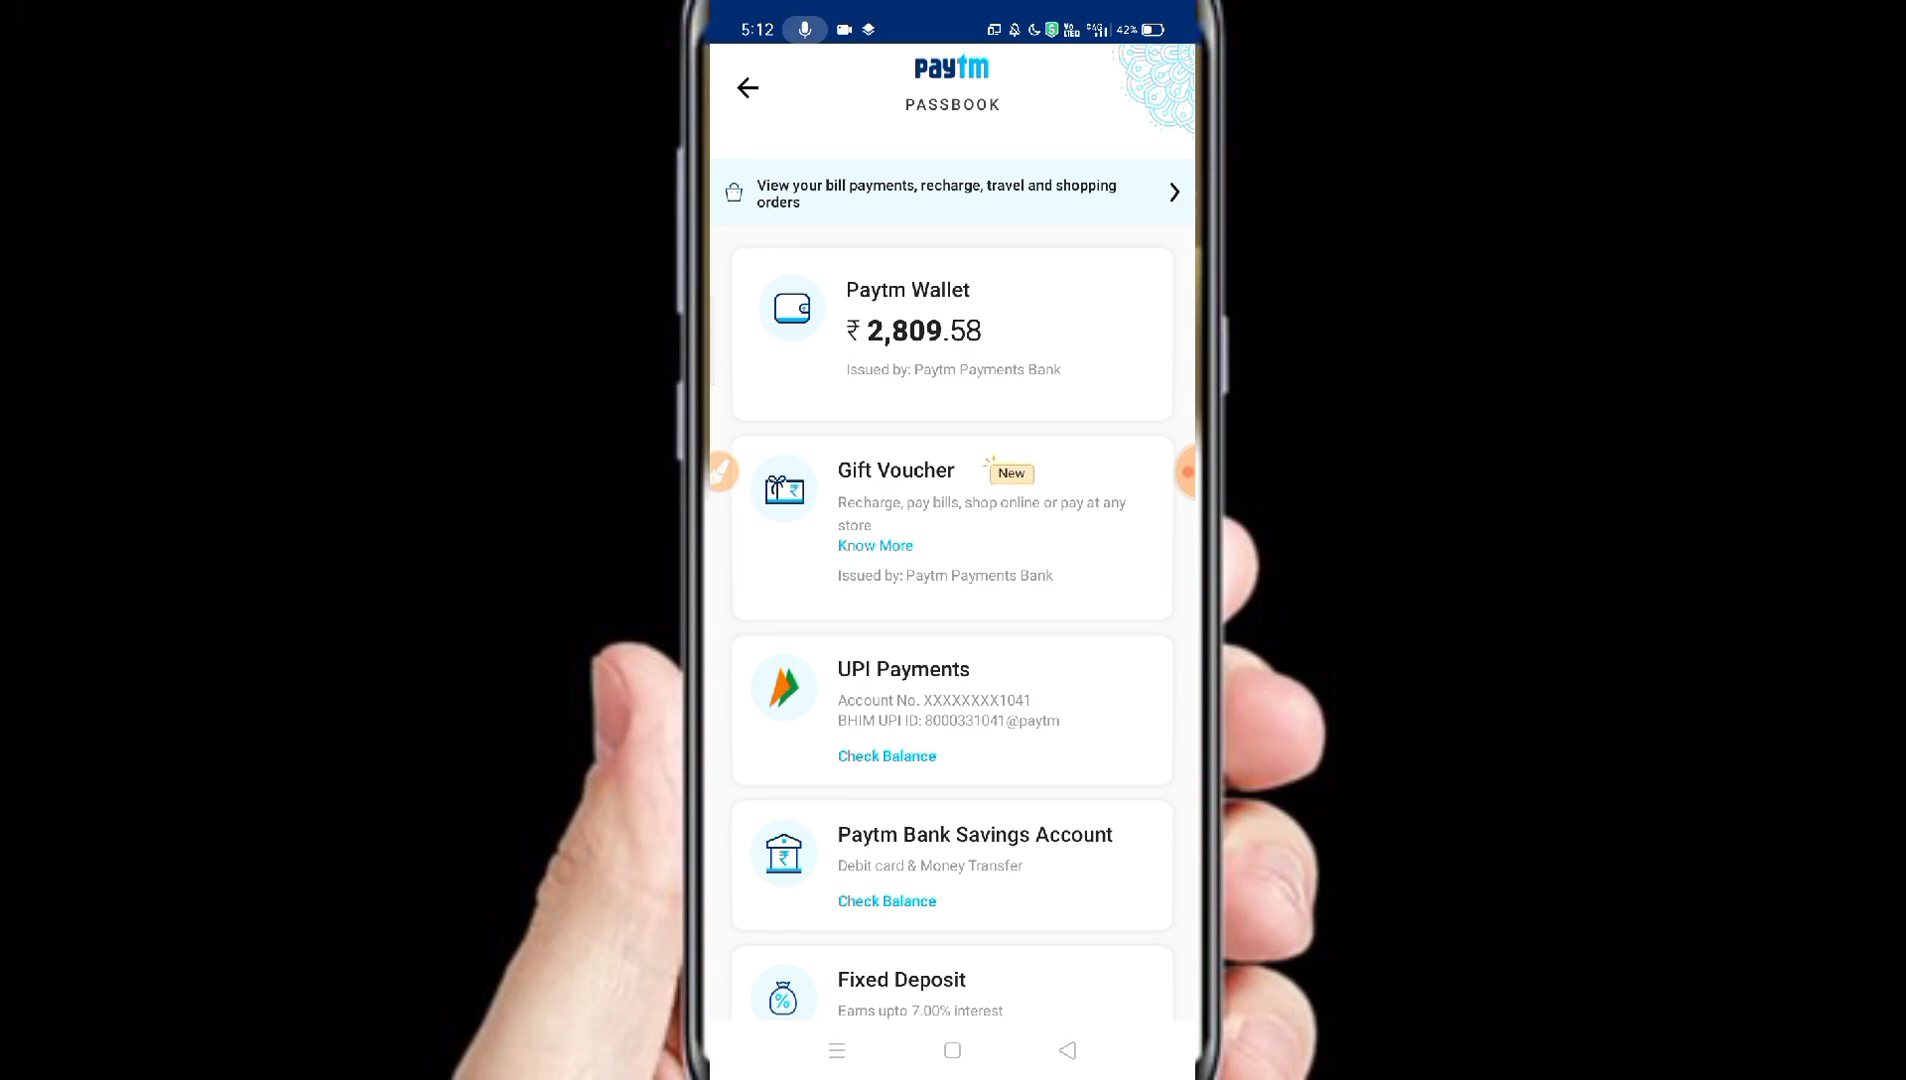 5:12
42%
paytm
PASSBOOK
View your bill payments, recharge, travel and shopping
orders
Paytm Wallet
₹ 2,809.58
Issued by: Paytm Payments Bank
Gift Voucher New
Recharge, pay bills, shop online or pay at any
store
Know More
Issued by: Paytm Payments Bank
UPI Payments
Account No. XXXXXXXX1041
BHIM UPI ID: 8000331041@paytm
Check Balance
Paytm Bank Savings Account
Debit card & Money Transfer
Check Balance
Fixed Deposit
Earns upto 7.00% interest